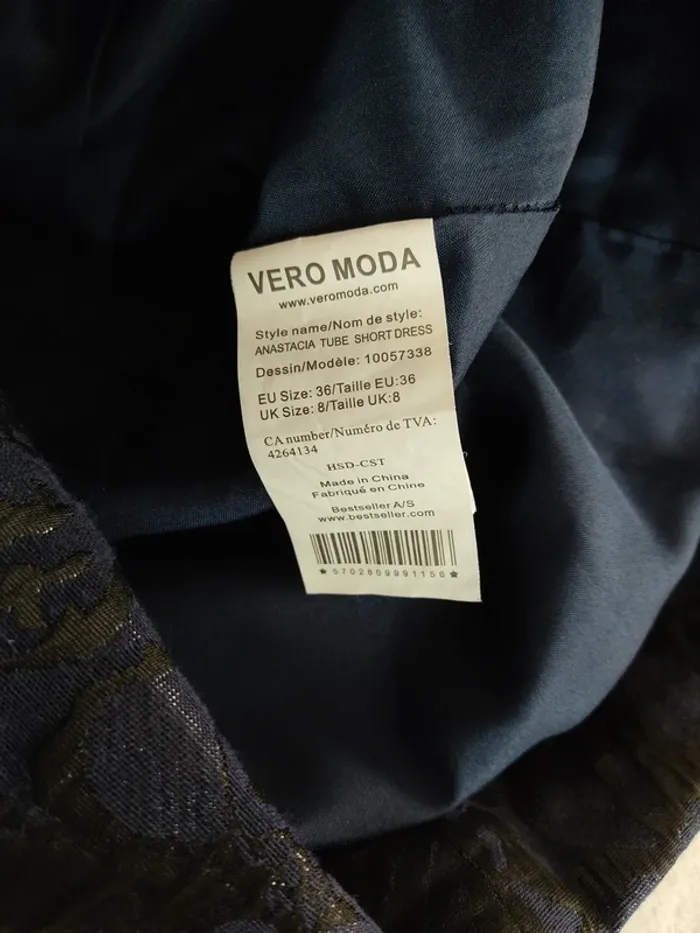 VERO MODA
www.veromoda.com
Style name/Nom de style:
ANASTACIA TUBE SHORT DRESS
Dessin/Modèle: 10057338
EU Size: 36/Taille EU:36
UK Size: 8/Taille UK:8
CA number/Numéro de TVA:
4264134
HSD-CST
Made in China
Fabriqué en Chine
Bestseller A/S
www.bestseller.com
*5702809991156*